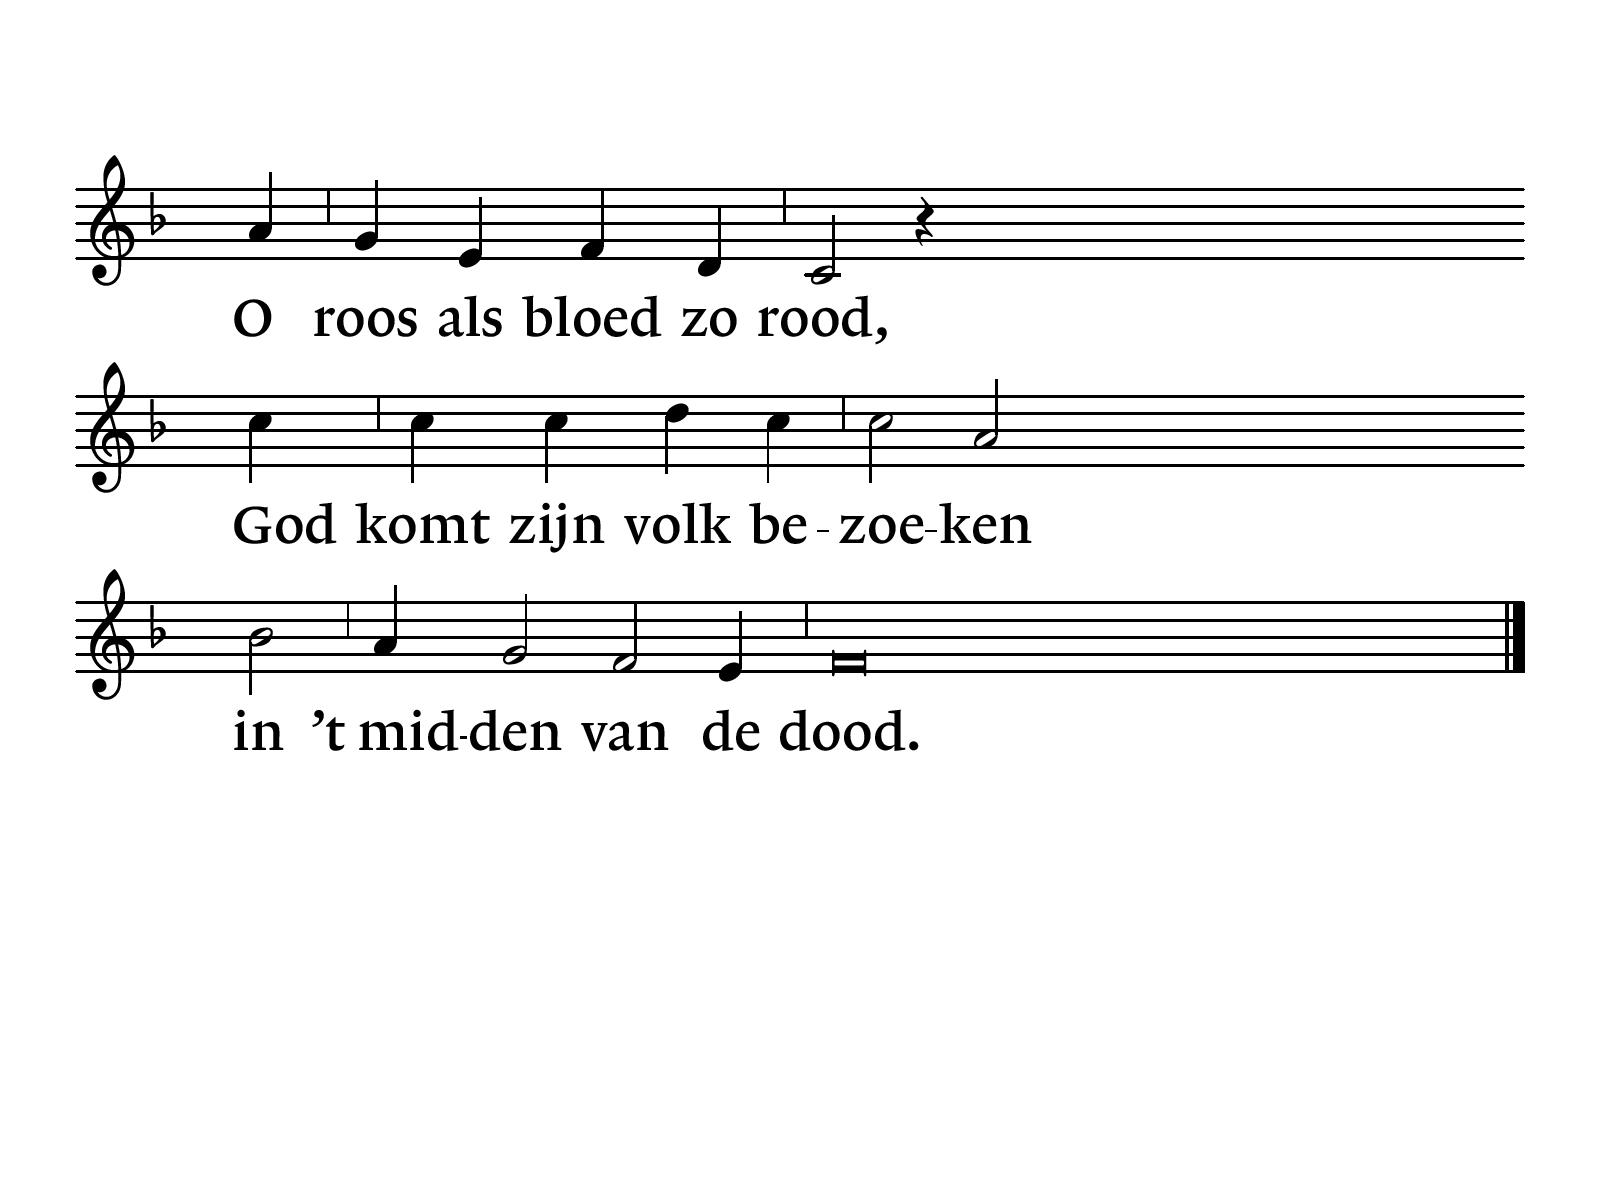 O roos als bloed zo rood,
God komt zijn volk be-zoe-ken
in ’t mid-den van de dood.